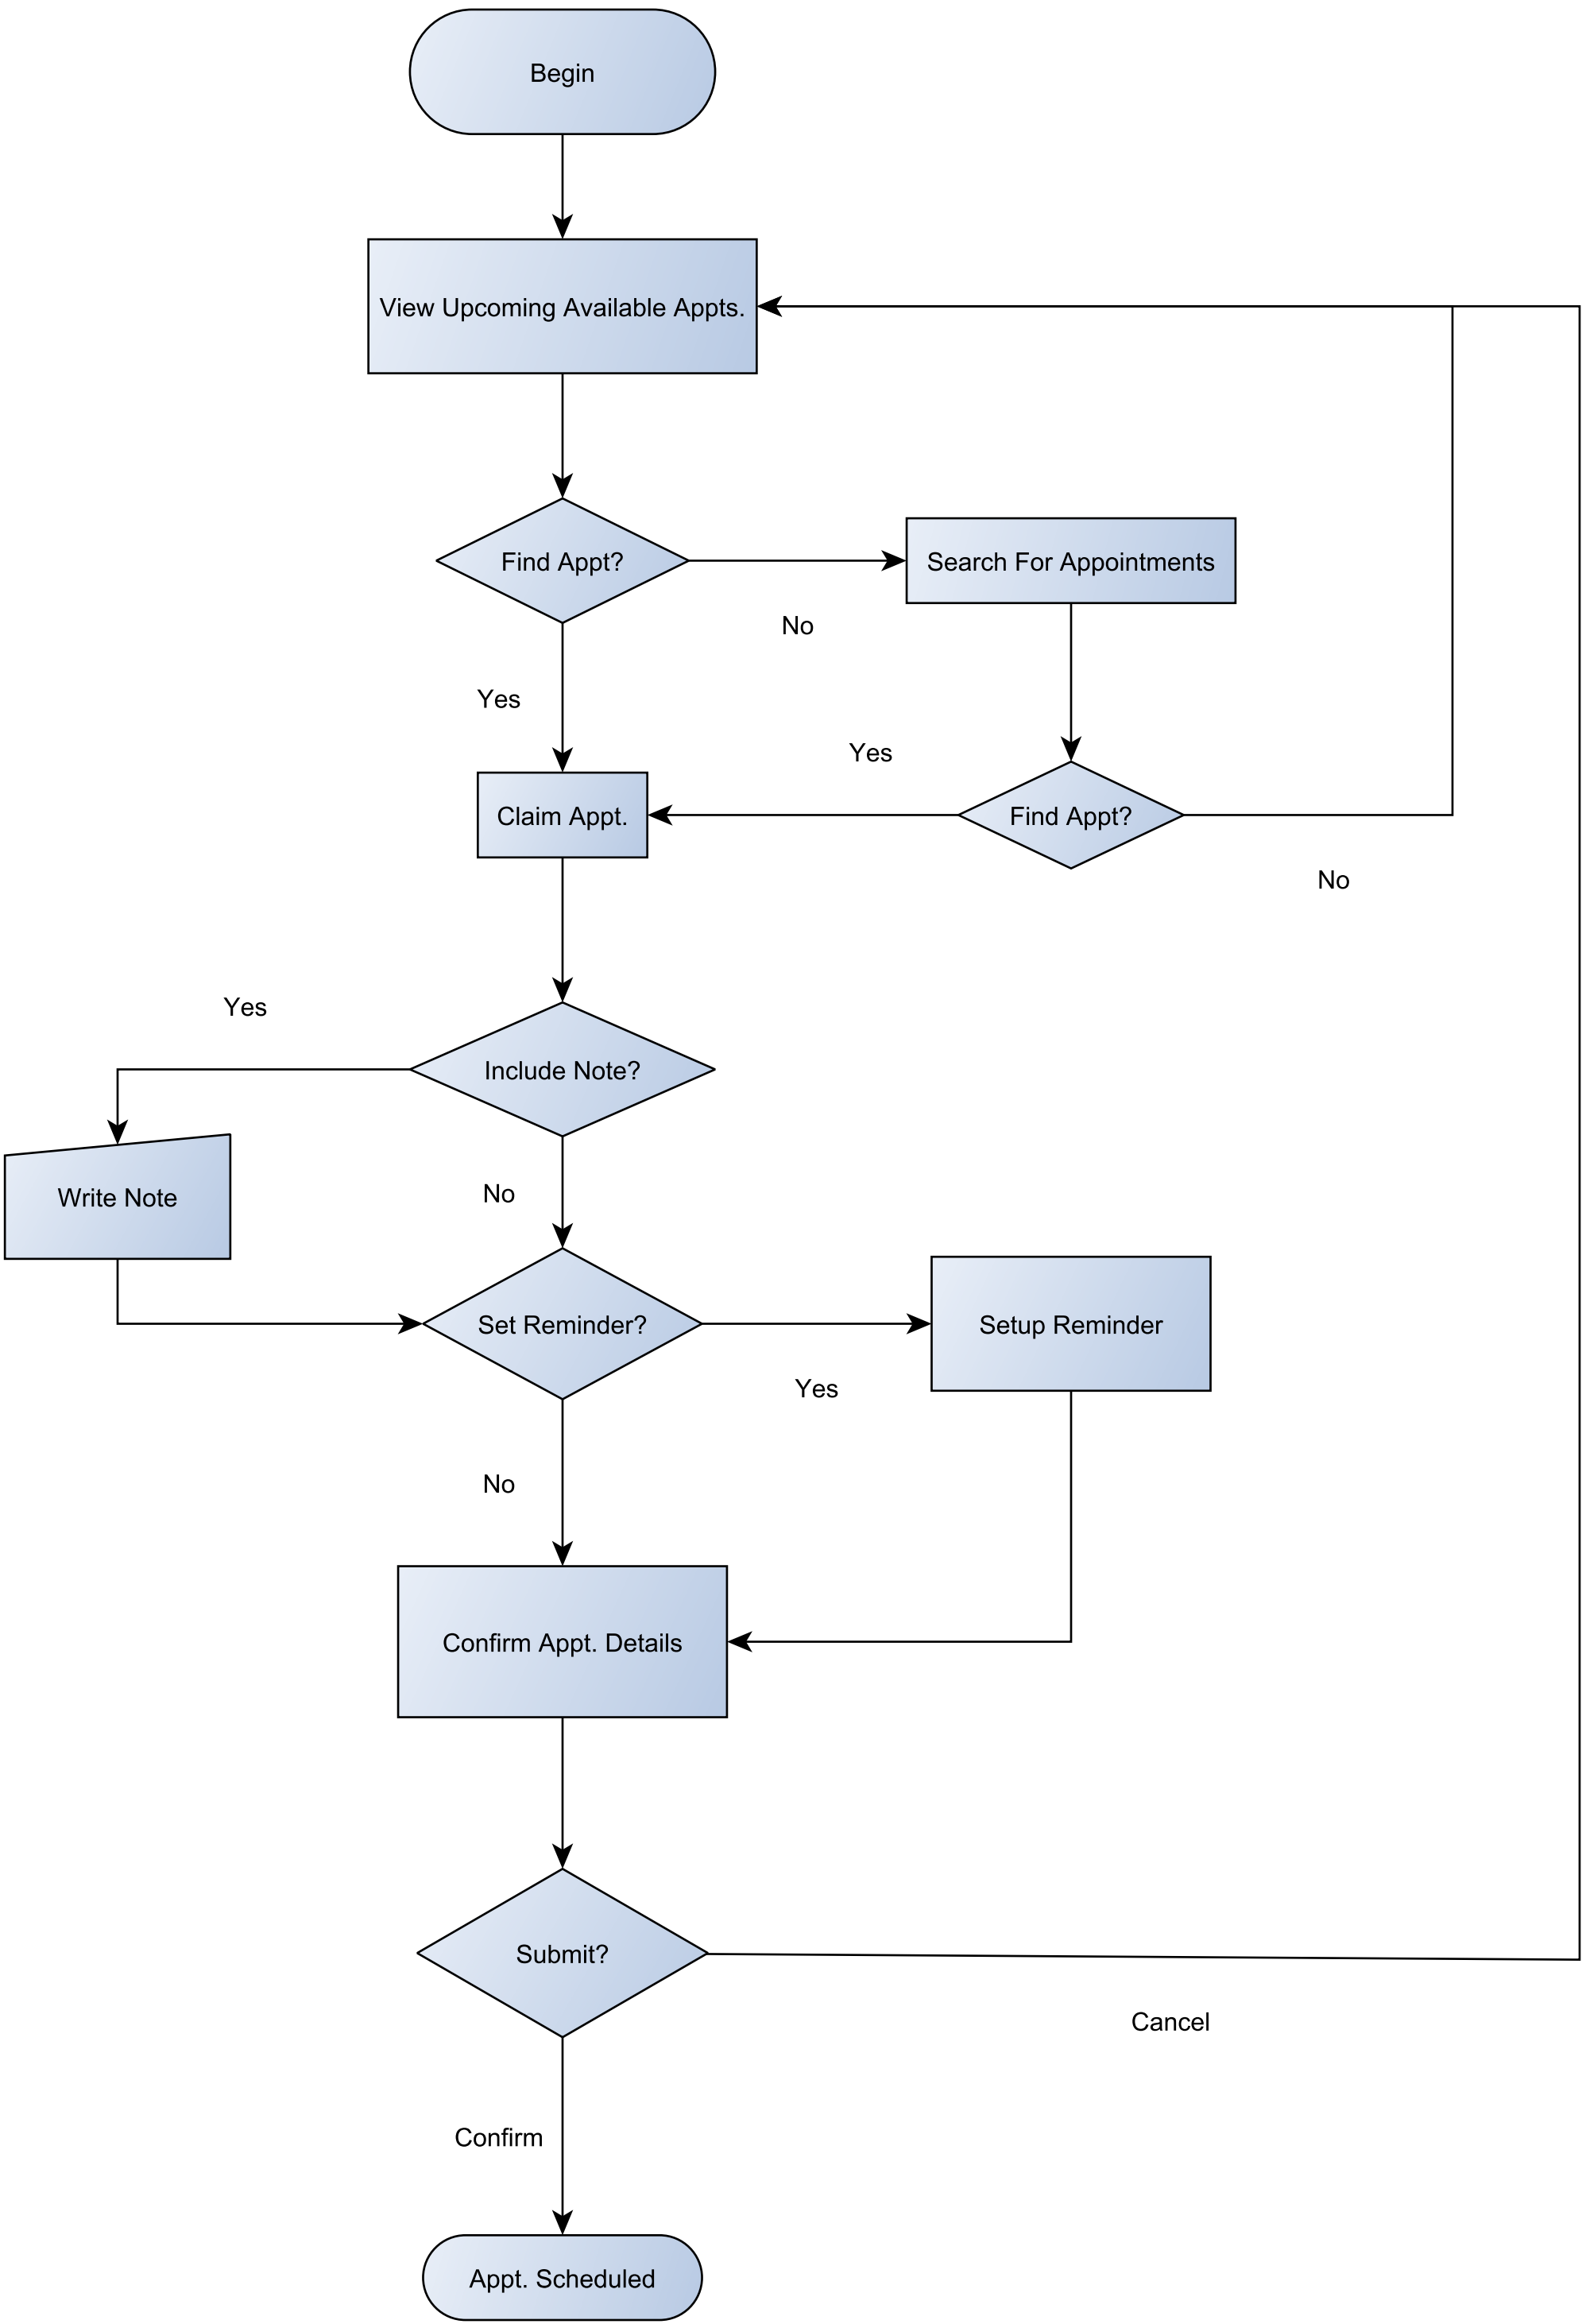 Begin
View Upcoming Available Appts.
Find Appt?
Search For Appointments
No
Yes
Yes
Claim Appt.
Find Appt?
No
Yes
Include Note?
Write Note
No
Set Reminder?
Setup Reminder
Yes
No
Confirm Appt. Details
Submit?
Cancel
Confirm
Appt. Scheduled